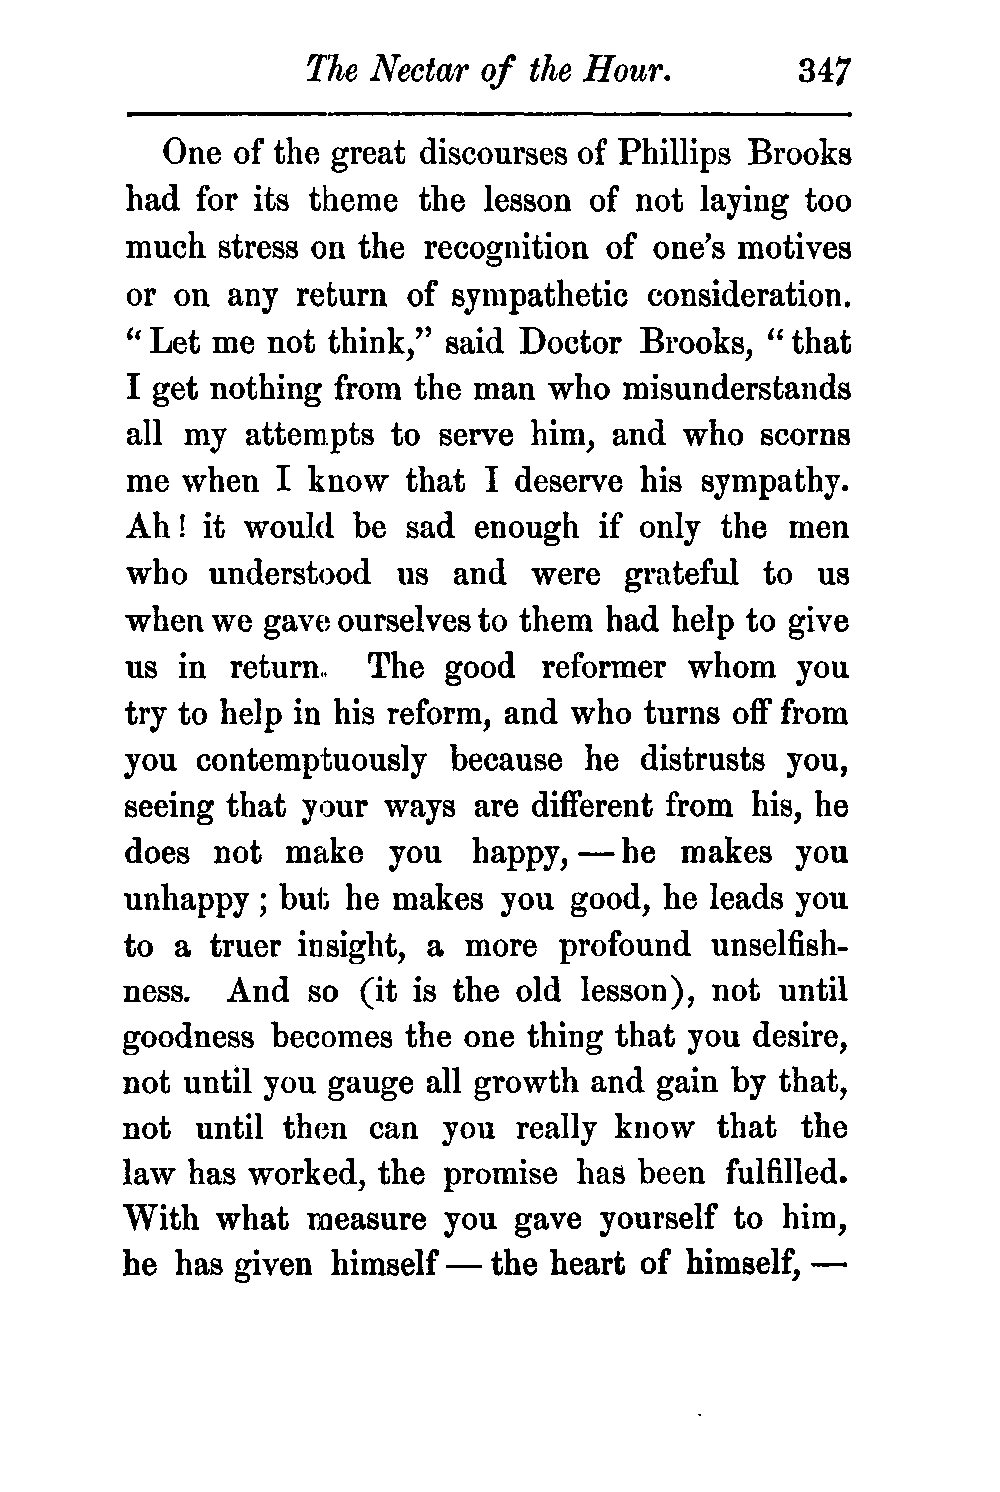 The Nectar of the Hour. 347
One of the great discourses of Phillips Brooks
had for its theme the lesson of not laying too
much stress on the recognition of one's motives
or on any return of sympathetic consideration.
“ Let me not think,” said Doctor Brooks, “ that
I get nothing from the man who misunderstands
all my attempts to serve him, and who scorns
me when I know that I deserve his sympathy.
Ah ! it would be sad enough if only the men
who understood us and were grateful to us
when we gave ourselves to them had help to give
us in return. The good reformer whom you
try to help in his reform, and who turns off from
you contemptuously because he distrusts you,
seeing that your ways are different from his, he
does not make you happy, — he makes you
unhappy ; but he makes you good, he leads you
to a truer insight, a more profound unselfish-
ness. And so (it is the old lesson), not until
goodness becomes the one thing that you desire,
not until you gauge all growth and gain by that,
not until then can you really know that the
law has worked, the promise has been fulfilled.
With what measure you gave yourself to him,
he has given himself — the heart of himself, —